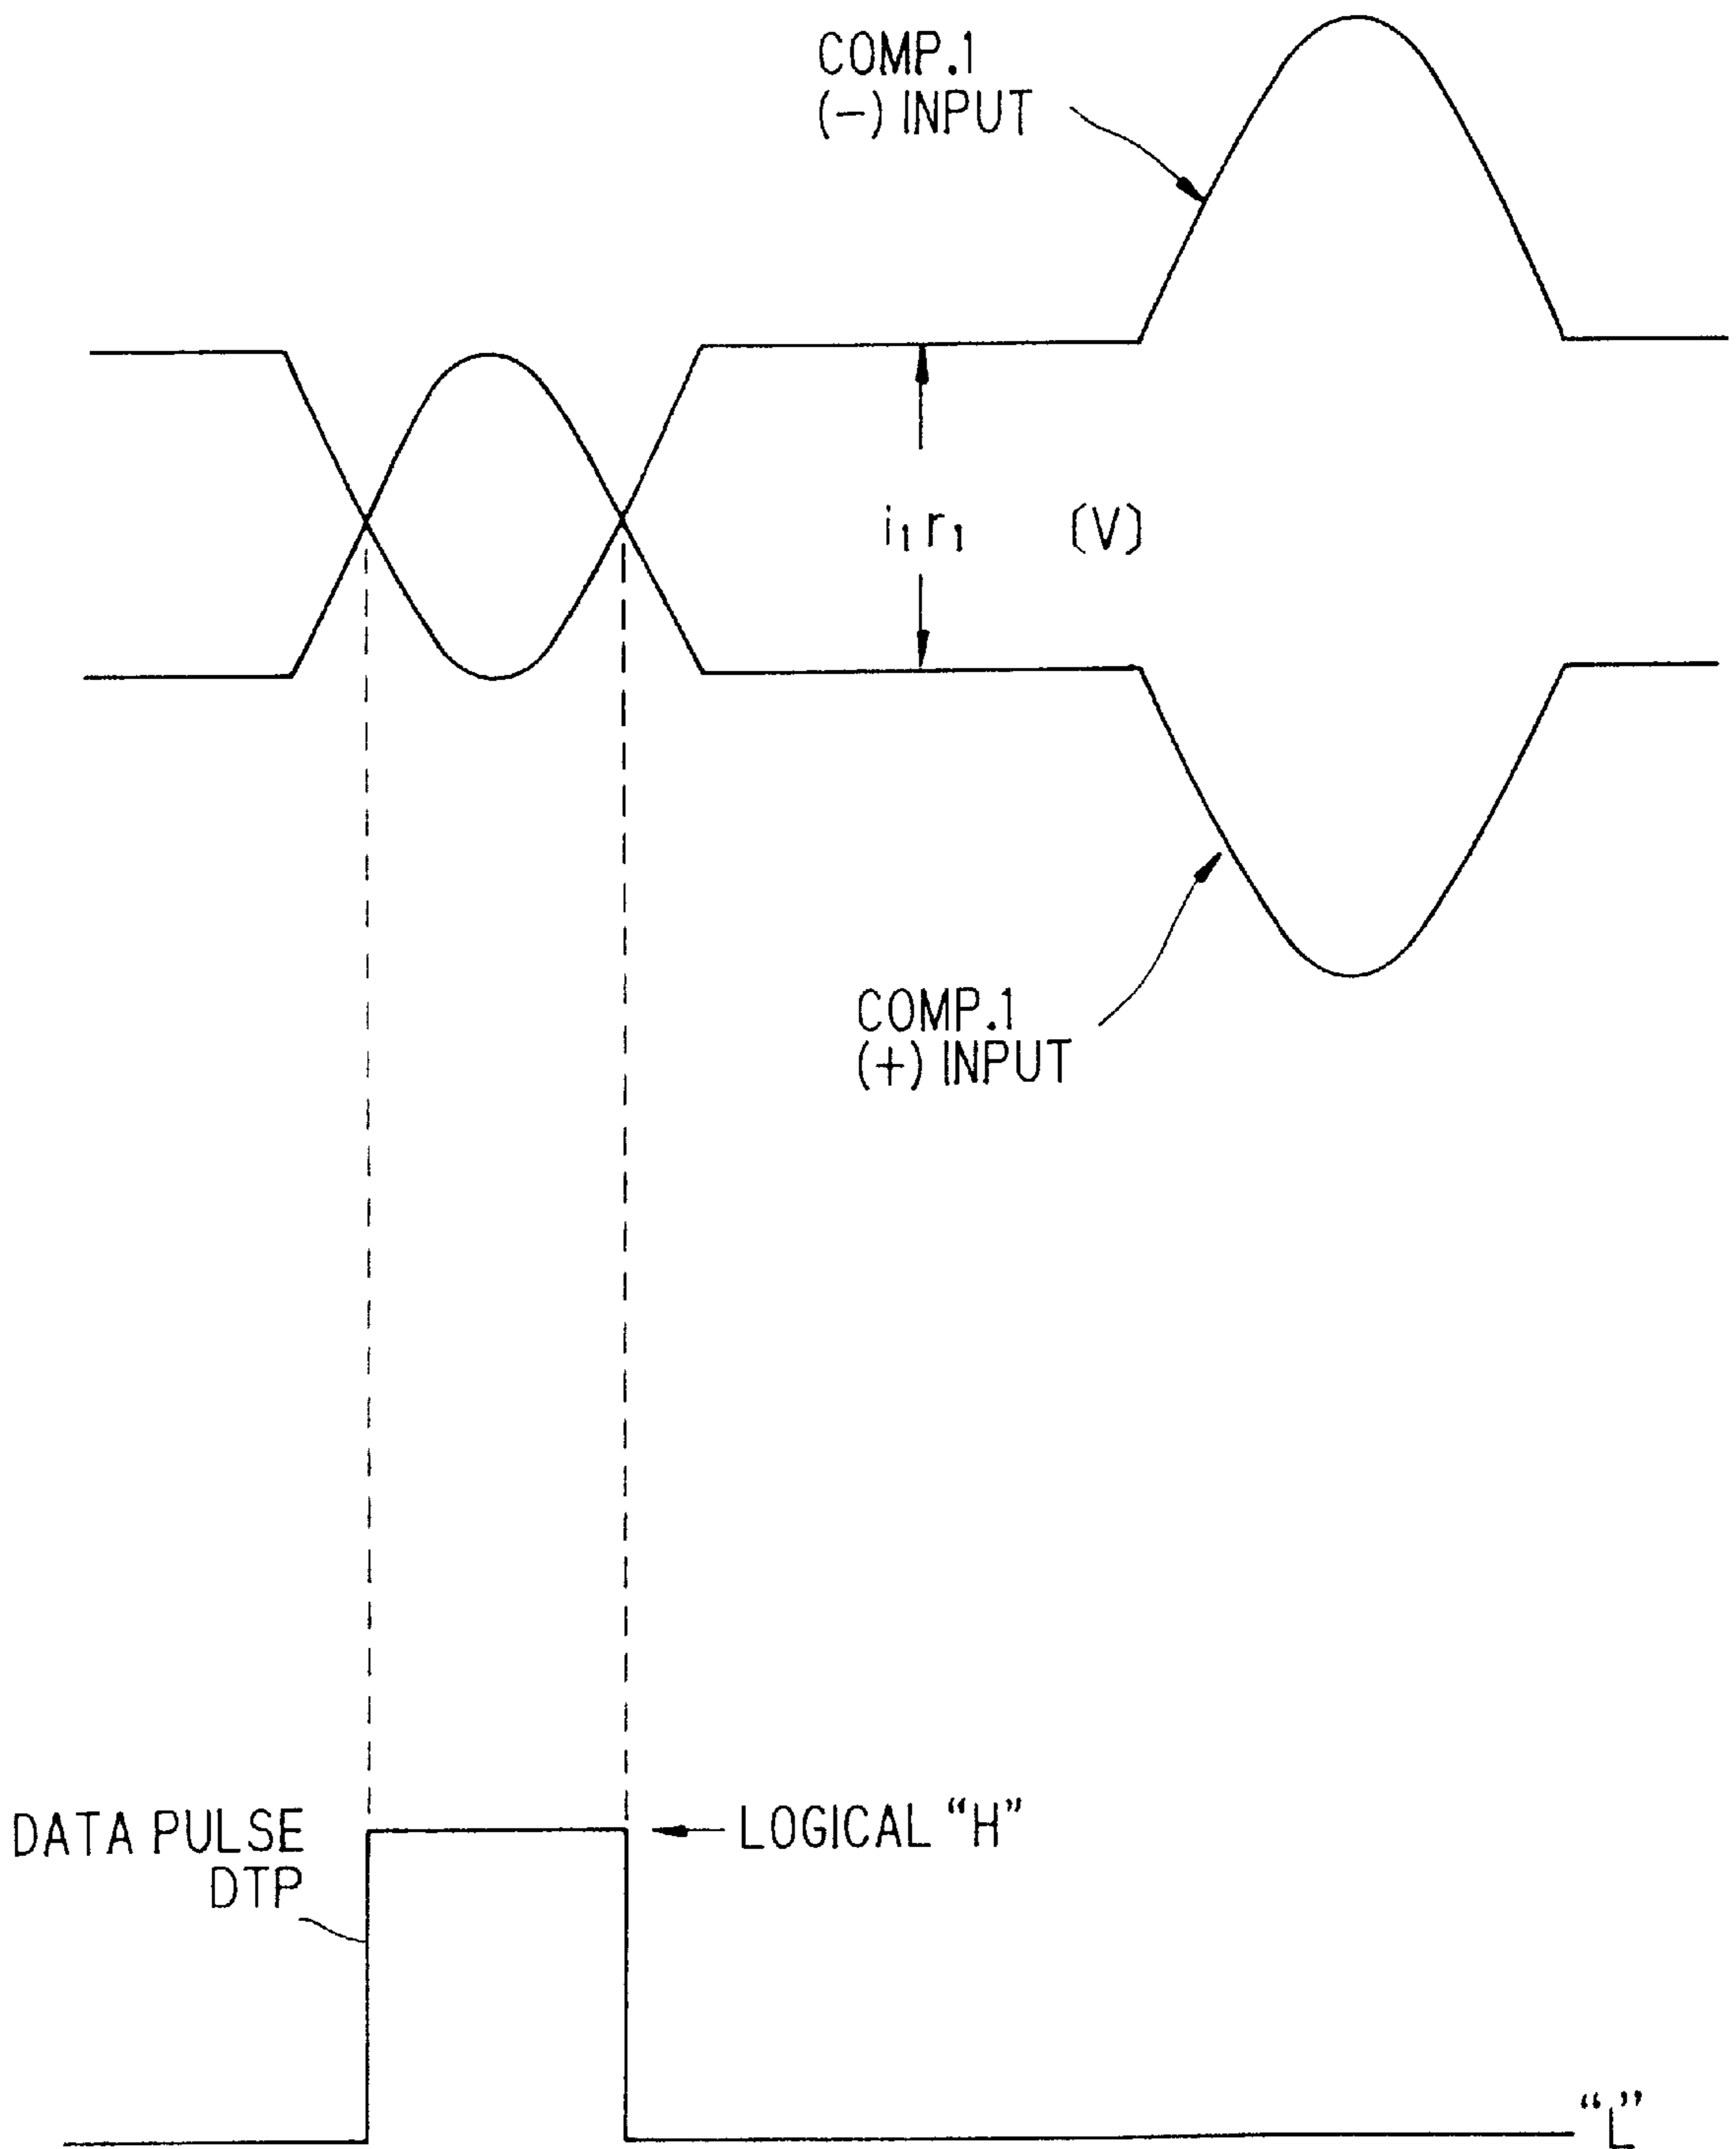 COMP.1
(−) INPUT
i₁ r₁ (V)
COMP.1
(+) INPUT
DATA PULSE
DTP
LOGICAL “H”
“L”